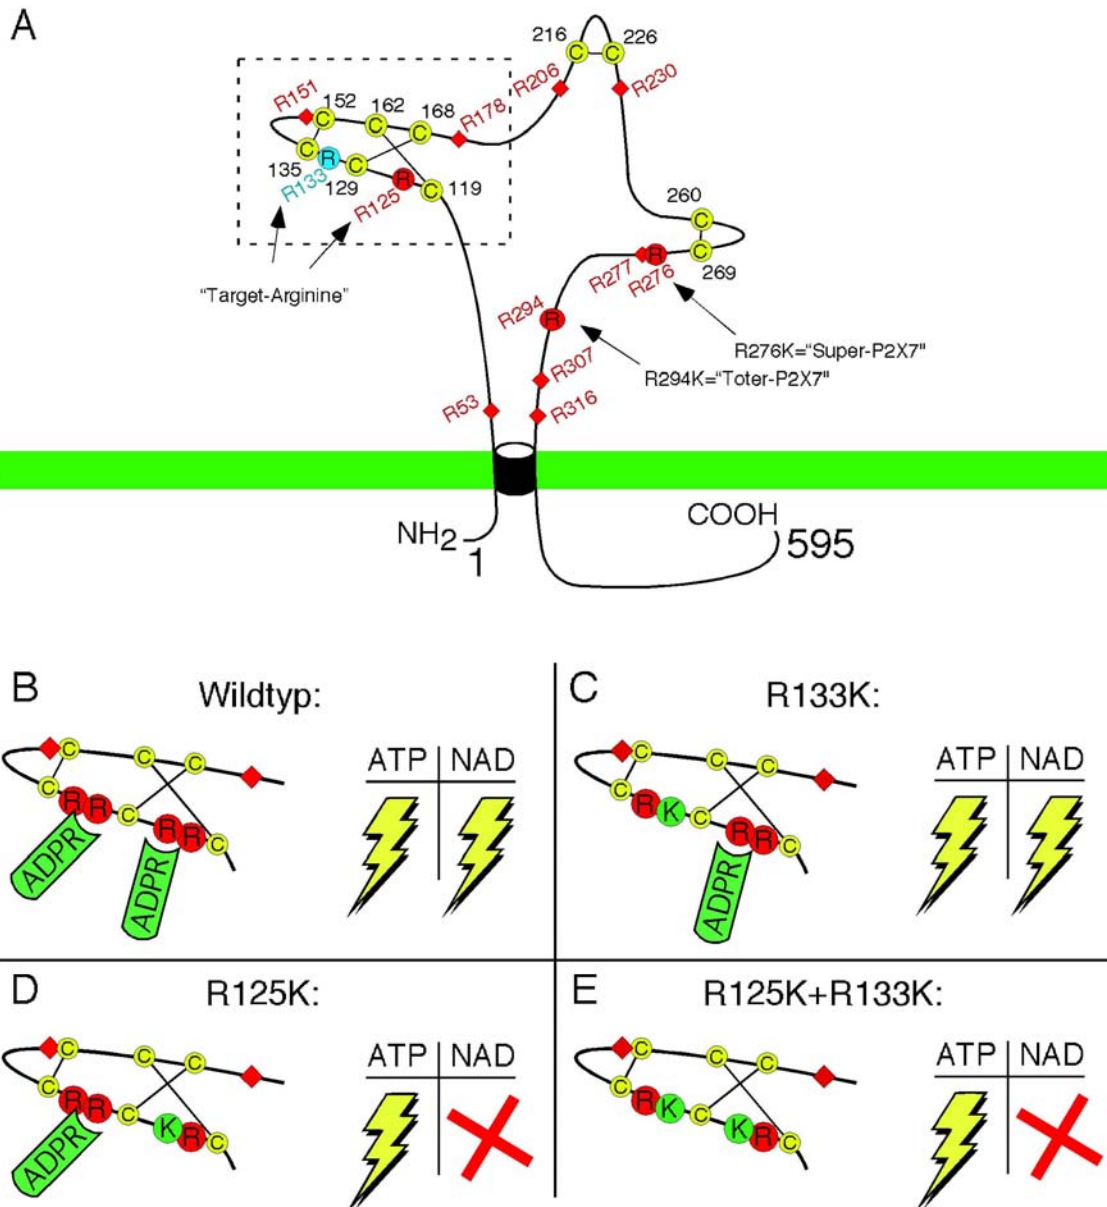 A
216
226
R206
R230
R151
152
162
168
R178
C
C
C
C
C
C
R
C
R
C
135
R133
129
R125
119
260
C
C
269
R
R277
R276
"Target-Arginine"
R294
R
R276K="Super-P2X7"
R294K="Toter-P2X7"
R307
R316
R53
NH2
1
COOH
595
B
Wildtyp:
ATP NAD
C
C
C
C
R
R
C
R
R
C
ADPR
ADPR
C
R133K:
ATP NAD
C
C
C
C
R
K
C
R
R
C
ADPR
D
R125K:
ATP NAD
C
C
C
C
R
R
C
K
R
C
ADPR
E
R125K+R133K:
ATP NAD
C
C
C
C
R
K
C
K
R
C